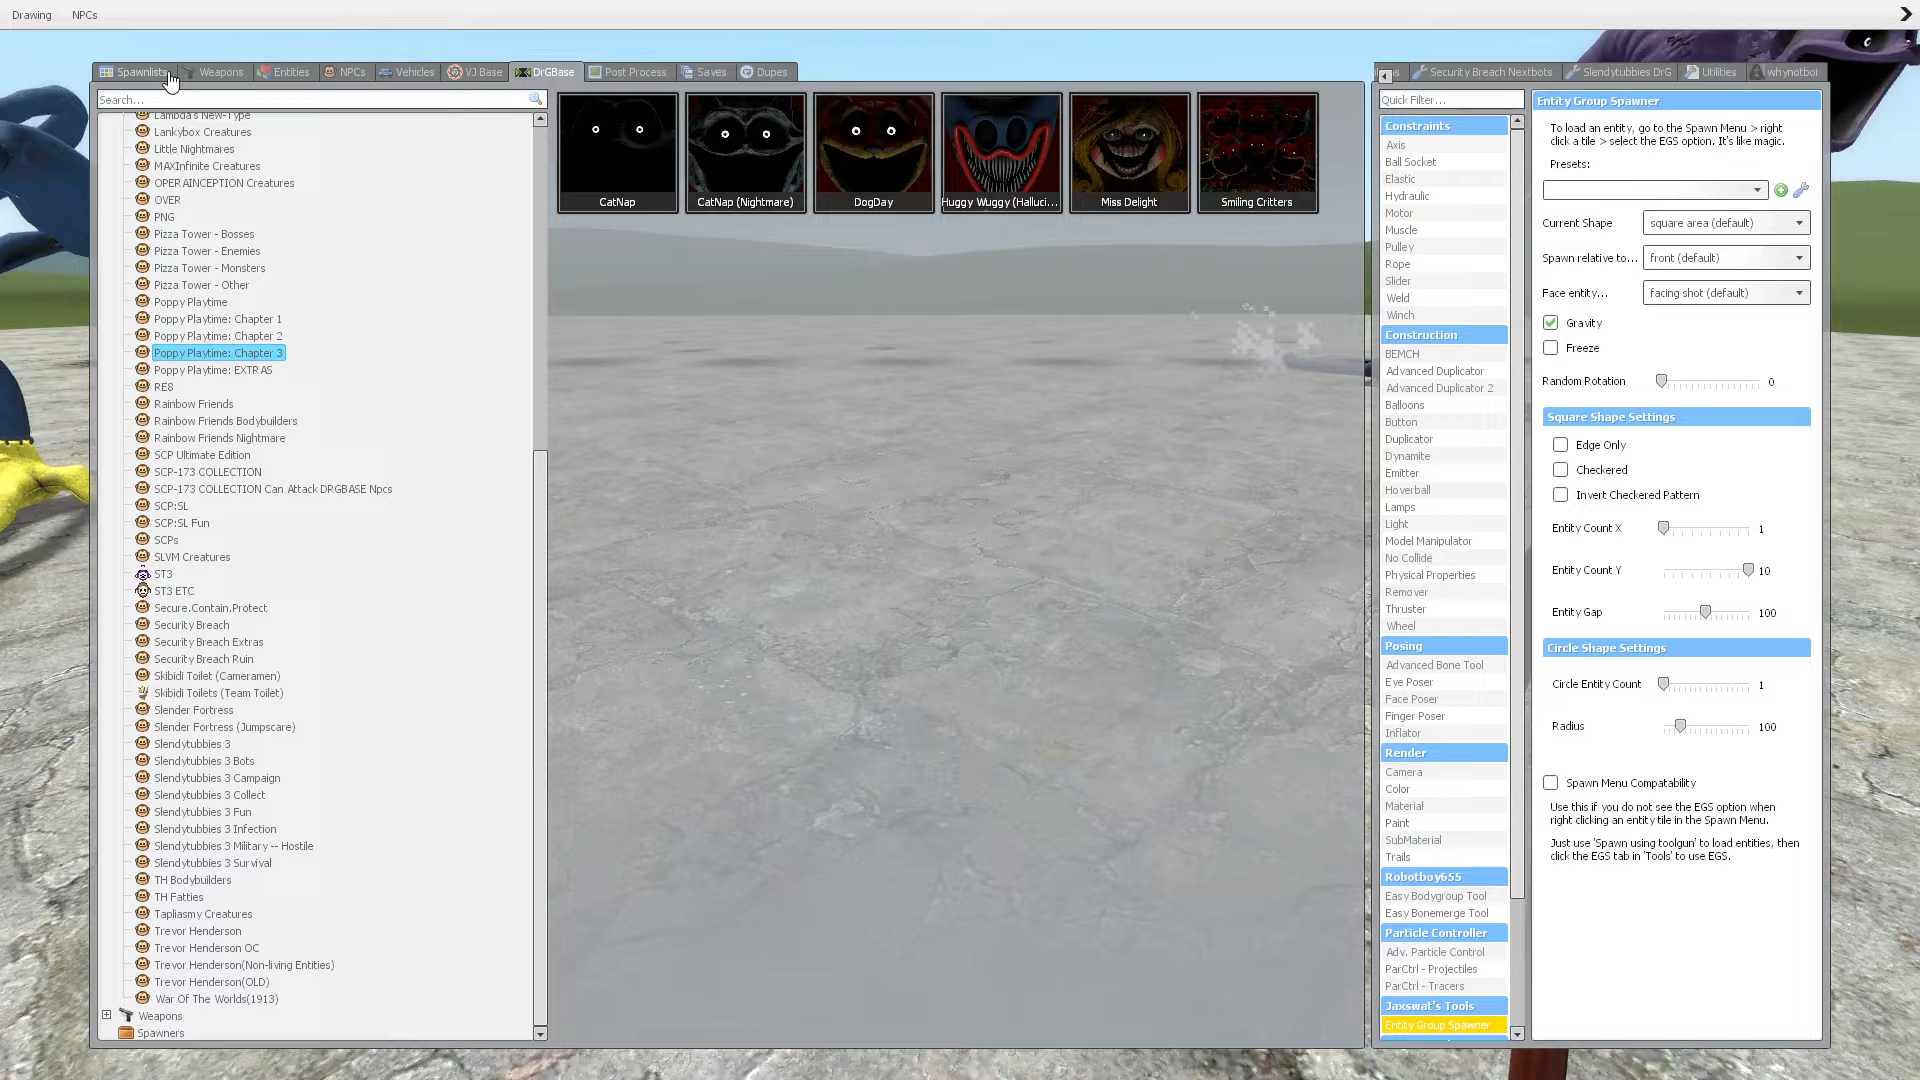 Drawing NPCs
Spawnlists Weapons Entities NPCs Vehicles VJ Base DrGBase Post Process Saves Dupes
Security Breach Nextbots Slendytubbies DrG Utilities whynotboi
Search...
Lambda's New-Type
Lankybox Creatures
Little Nightmares
MAXInfinite Creatures
OPERAINCEPTION Creatures
OVER
PNG
Pizza Tower - Bosses
Pizza Tower - Enemies
Pizza Tower - Monsters
Pizza Tower - Other
Poppy Playtime
Poppy Playtime: Chapter 1
Poppy Playtime: Chapter 2
Poppy Playtime: Chapter 3
Poppy Playtime: EXTRAS
RE8
Rainbow Friends
Rainbow Friends Bodybuilders
Rainbow Friends Nightmare
SCP Ultimate Edition
SCP-173 COLLECTION
SCP-173 COLLECTION Can Attack DRGBASE Npcs
SCP:SL
SCP:SL Fun
SCPs
SLVM Creatures
ST3
ST3 ETC
Secure.Contain.Protect
Security Breach
Security Breach Extras
Security Breach Ruin
Skibidi Toilet (Cameramen)
Skibidi Toilets (Team Toilet)
Slender Fortress
Slender Fortress (Jumpscare)
Slendytubbies 3
Slendytubbies 3 Bots
Slendytubbies 3 Campaign
Slendytubbies 3 Collect
Slendytubbies 3 Fun
Slendytubbies 3 Infection
Slendytubbies 3 Military -- Hostile
Slendytubbies 3 Survival
TH Bodybuilders
TH Fatties
Tapliasmy Creatures
Trevor Henderson
Trevor Henderson OC
Trevor Henderson(Non-living Entities)
Trevor Henderson(OLD)
War Of The Worlds(1913)
Weapons
Spawners
CatNap CatNap (Nightmare) DogDay Huggy Wuggy (Halluci... Miss Delight Smiling Critters
Quick Filter...
Constraints
Axis
Ball Socket
Elastic
Hydraulic
Motor
Muscle
Pulley
Rope
Slider
Weld
Winch
Construction
BEMCH
Advanced Duplicator
Advanced Duplicator 2
Balloons
Button
Duplicator
Dynamite
Emitter
Hoverball
Lamps
Light
Model Manipulator
No Collide
Physical Properties
Remover
Thruster
Wheel
Posing
Advanced Bone Tool
Eye Poser
Face Poser
Finger Poser
Inflator
Render
Camera
Color
Material
Paint
SubMaterial
Trails
Robotboy655
Easy Bodygroup Tool
Easy Bonemerge Tool
Particle Controller
Adv. Particle Control
ParCtrl - Projectiles
ParCtrl - Tracers
Jaxswat's Tools
Entity Group Spawner
Entity Group Spawner
To load an entity, go to the Spawn Menu > right
click a tile > select the EGS option. It's like magic.
Presets:
Current Shape square area (default)
Spawn relative to... front (default)
Face entity... facing shot (default)
Gravity
Freeze
Random Rotation 0
Square Shape Settings
Edge Only
Checkered
Invert Checkered Pattern
Entity Count X 1
Entity Count Y 10
Entity Gap 100
Circle Shape Settings
Circle Entity Count 1
Radius 100
Spawn Menu Compatability
Use this if you do not see the EGS option when
right clicking an entity tile in the Spawn Menu.
Just use 'Spawn using toolgun' to load entities, then
click the EGS tab in 'Tools' to use EGS.